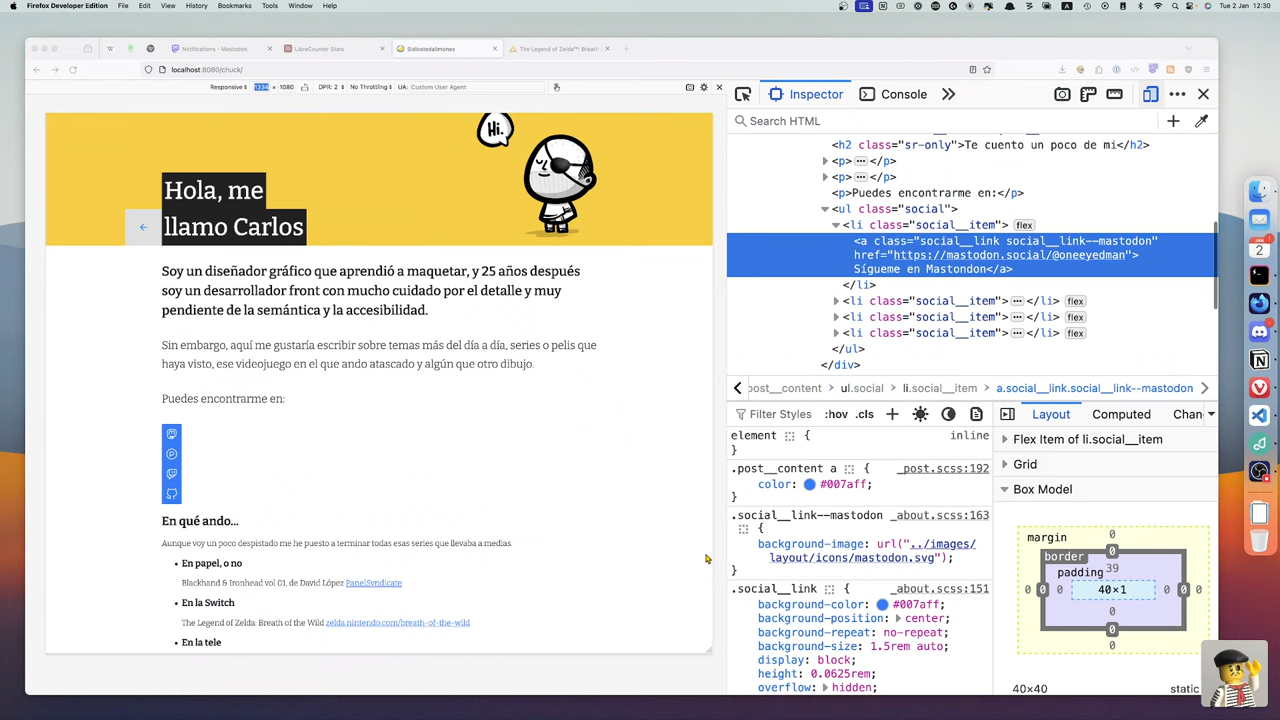 Firefox Developer Edition File Edit View History Bookmarks Tools Window Help
Tue 2 Jan 12:30
Notifications - Mastodon
LibreCounter Stats
Sidiostedalimones
The Legend of Zelda™: Breath
localhost:8080/chuck/
Responsive
1334 × 1080
DPR: 2
No Throttling
UA: Custom User Agent
Hi.
Hola, me
llamo Carlos
Soy un diseñador gráfico que aprendió a maquetar, y 25 años después
soy un desarrollador front con mucho cuidado por el detalle y muy
pendiente de la semántica y la accesibilidad.
Sin embargo, aquí me gustaría escribir sobre temas más del día a día, series o pelis que
haya visto, ese videojuego en el que ando atascado y algún que otro dibujo.
Puedes encontrarme en:
En qué ando...
Aunque voy un poco despistado me he puesto a terminar todas esas series que llevaba a medias.
• En papel, o no
Blackhand & Ironhead vol 01, de David López PanelSyndicate
• En la Switch
The Legend of Zelda: Breath of the Wild zelda.nintendo.com/breath-of-the-wild
• En la tele
Inspector
Console
Search HTML
<h2 class="sr-only">Te cuento un poco de mi</h2>
<p> </p>
<p> </p>
<p>Puedes encontrarme en:</p>
<ul class="social">
<li class="social__item"> flex
<a class="social__link social__link--mastodon"
href="https://mastodon.social/@oneeyedman">
Sígueme en Mastondon</a>
</li>
<li class="social__item"> </li> flex
<li class="social__item"> </li> flex
<li class="social__item"> </li> flex
</ul>
</div>
post__content
ul.social
li.social__item
a.social__link.social__link--mastodon
Filter Styles
:hov .cls
Layout
Computed
Chan
element {
inline
}
.post__content a {
_post.scss:192
color: #007aff;
}
.social__link--mastodon
_about.scss:163
{
background-image: url("../images/
layout/icons/mastodon.svg");
}
.social__link {
_about.scss:151
background-color: #007aff;
background-position: center;
background-repeat: no-repeat;
background-size: 1.5rem auto;
display: block;
height: 0.0625rem;
overflow: hidden;
Flex Item of li.social__item
Grid
Box Model
margin
0
border
0
padding
39
0 0 0
40×1
0 0 0
0
0
0
40×40
static
2